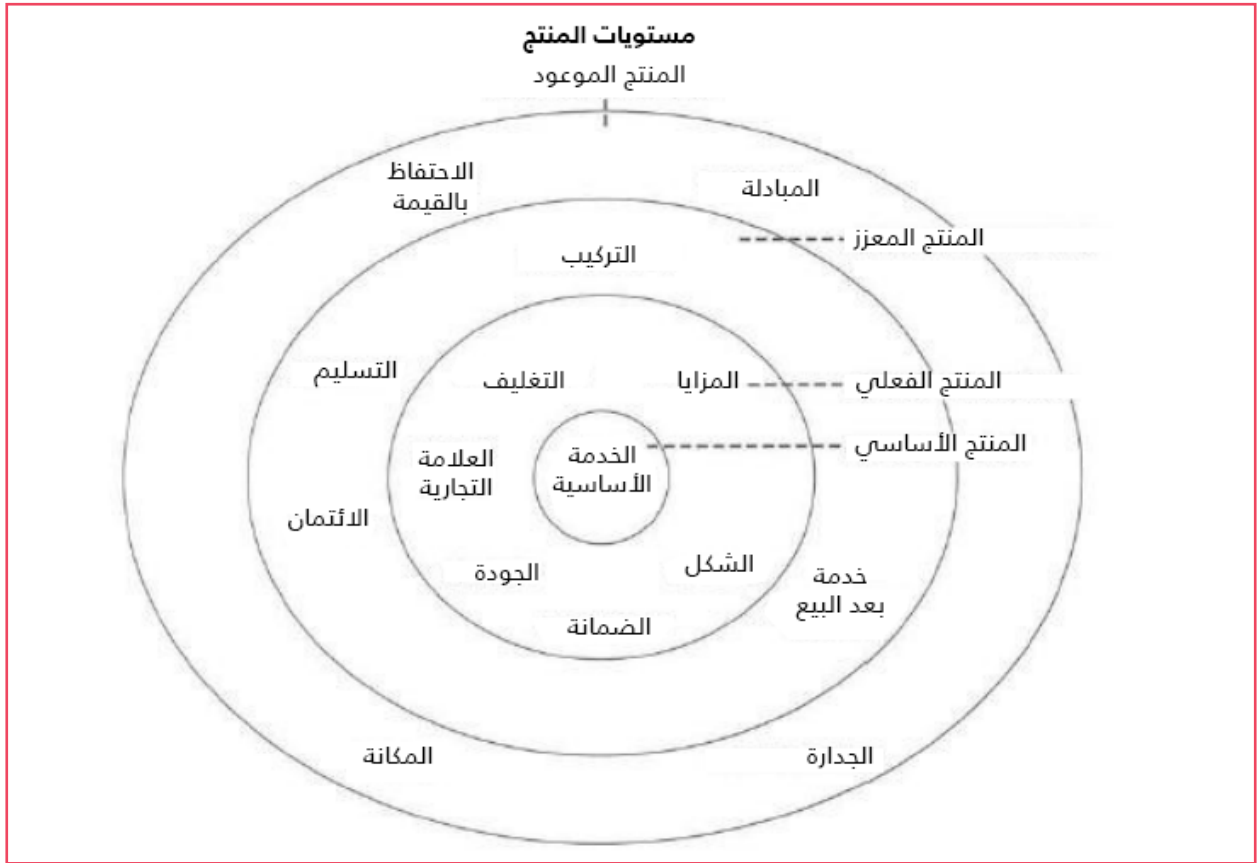 مستويات المنتج
المنتج الموعود
الاحتفاظ
بالقيمة
المبادلة
المنتج المعزز
التركيب
التسليم
التغليف
المزايا
المنتج الفعلي
المنتج الأساسي
الخدمة
الأساسية
العلامة
التجارية
الائتمان
الجودة
الشكل
خدمة
بعد البيع
الضمانة
المكانة
الجدارة